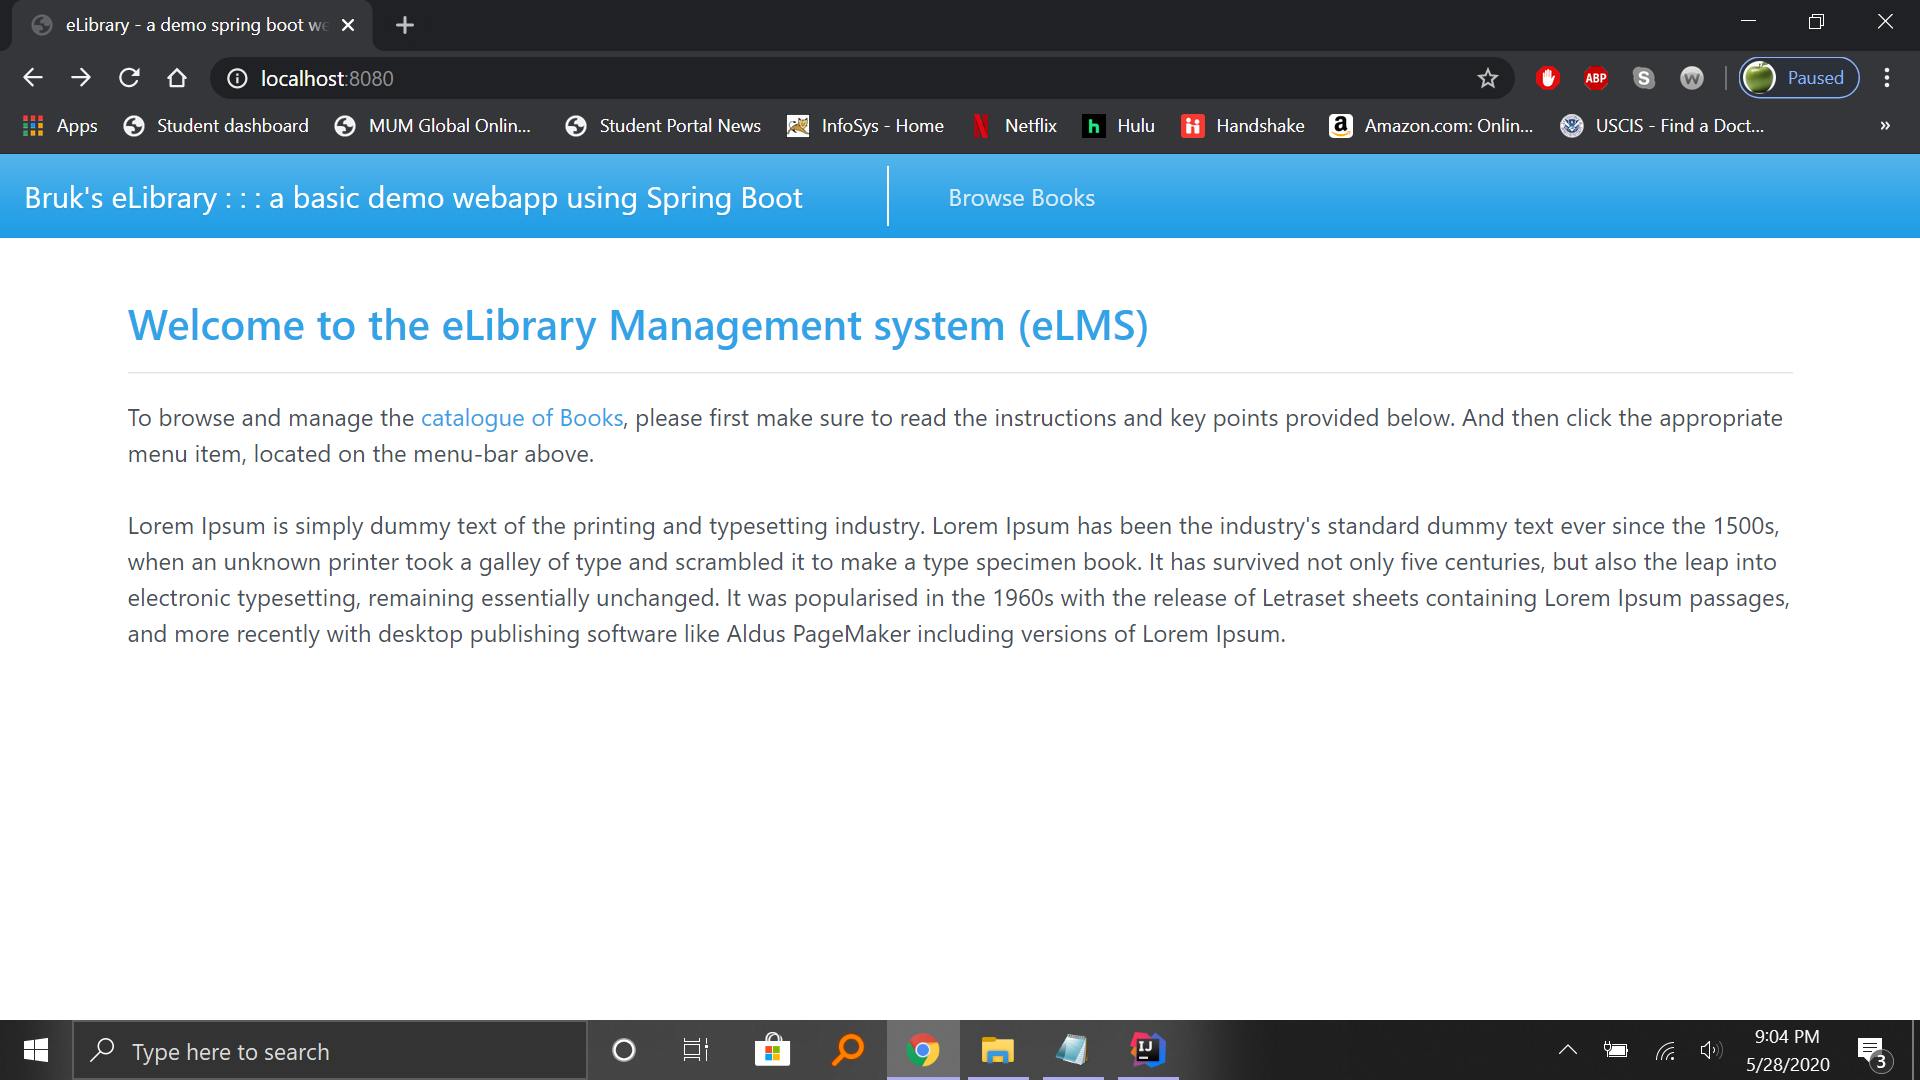 eLibrary - a demo spring boot we
localhost:8080
ABP
S
W
Paused
Apps
Student dashboard
MUM Global Onlin...
Student Portal News
InfoSys - Home
Netflix
h
Hulu
Handshake
a
Amazon.com: Onlin...
USCIS - Find a Doct...
»
Bruk's eLibrary : : : a basic demo webapp using Spring Boot
Browse Books
Welcome to the eLibrary Management system (eLMS)
To browse and manage the catalogue of Books, please first make sure to read the instructions and key points provided below. And then click the appropriate
menu item, located on the menu-bar above.
Lorem Ipsum is simply dummy text of the printing and typesetting industry. Lorem Ipsum has been the industry's standard dummy text ever since the 1500s,
when an unknown printer took a galley of type and scrambled it to make a type specimen book. It has survived not only five centuries, but also the leap into
electronic typesetting, remaining essentially unchanged. It was popularised in the 1960s with the release of Letraset sheets containing Lorem Ipsum passages,
and more recently with desktop publishing software like Aldus PageMaker including versions of Lorem Ipsum.
Type here to search
IJ
9:04 PM
5/28/2020
3